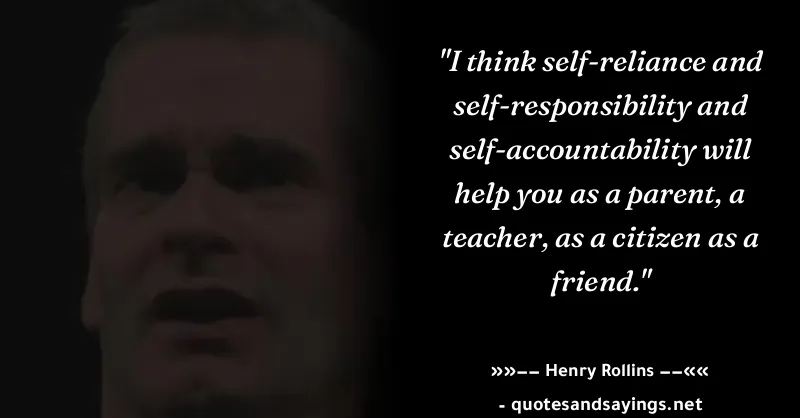 "I think self-reliance and
self-responsibility and
self-accountability will
help you as a parent, a
teacher, as a citizen as a
friend."
»»−− Henry Rollins −−««
- quotesandsayings.net